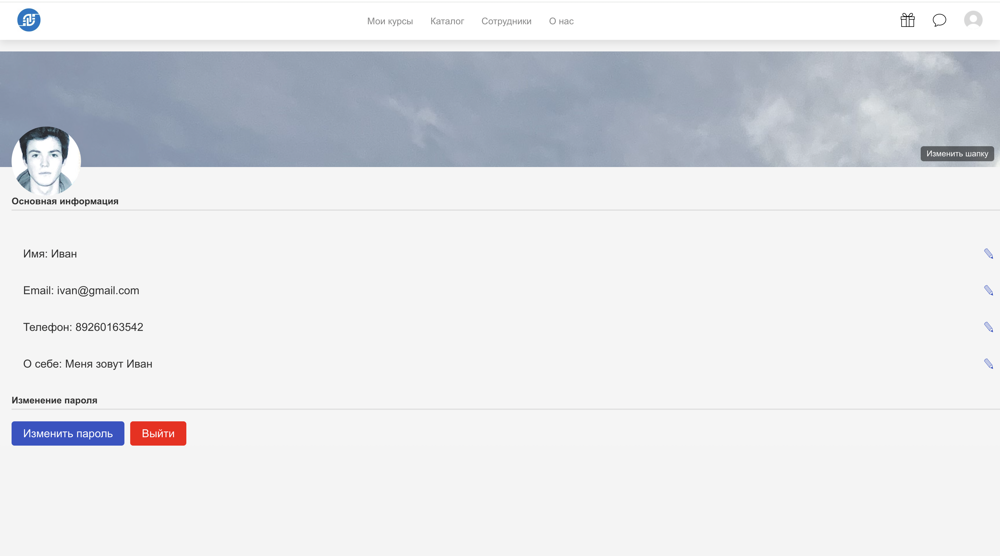 Мои курсы Каталог Сотрудники О нас
Изменить шапку
Основная информация
Имя: Иван
Email: ivan@gmail.com
Телефон: 89260163542
О себе: Меня зовут Иван
Изменение пароля
Изменить пароль Выйти